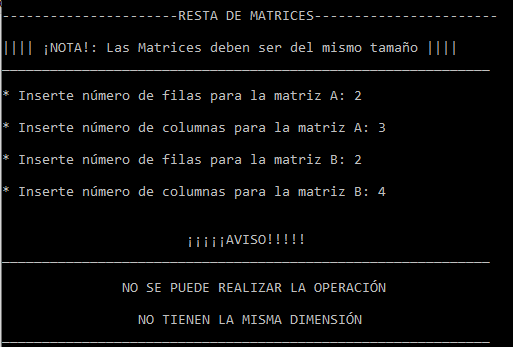 ----------------------RESTA DE MATRICES-----------------------
|||| ¡NOTA!: Las Matrices deben ser del mismo tamaño ||||
* Inserte número de filas para la matriz A: 2
* Inserte número de columnas para la matriz A: 3
* Inserte número de filas para la matriz B: 2
* Inserte número de columnas para la matriz B: 4
¡¡¡¡¡AVISO!!!!!
NO SE PUEDE REALIZAR LA OPERACIÓN
NO TIENEN LA MISMA DIMENSIÓN